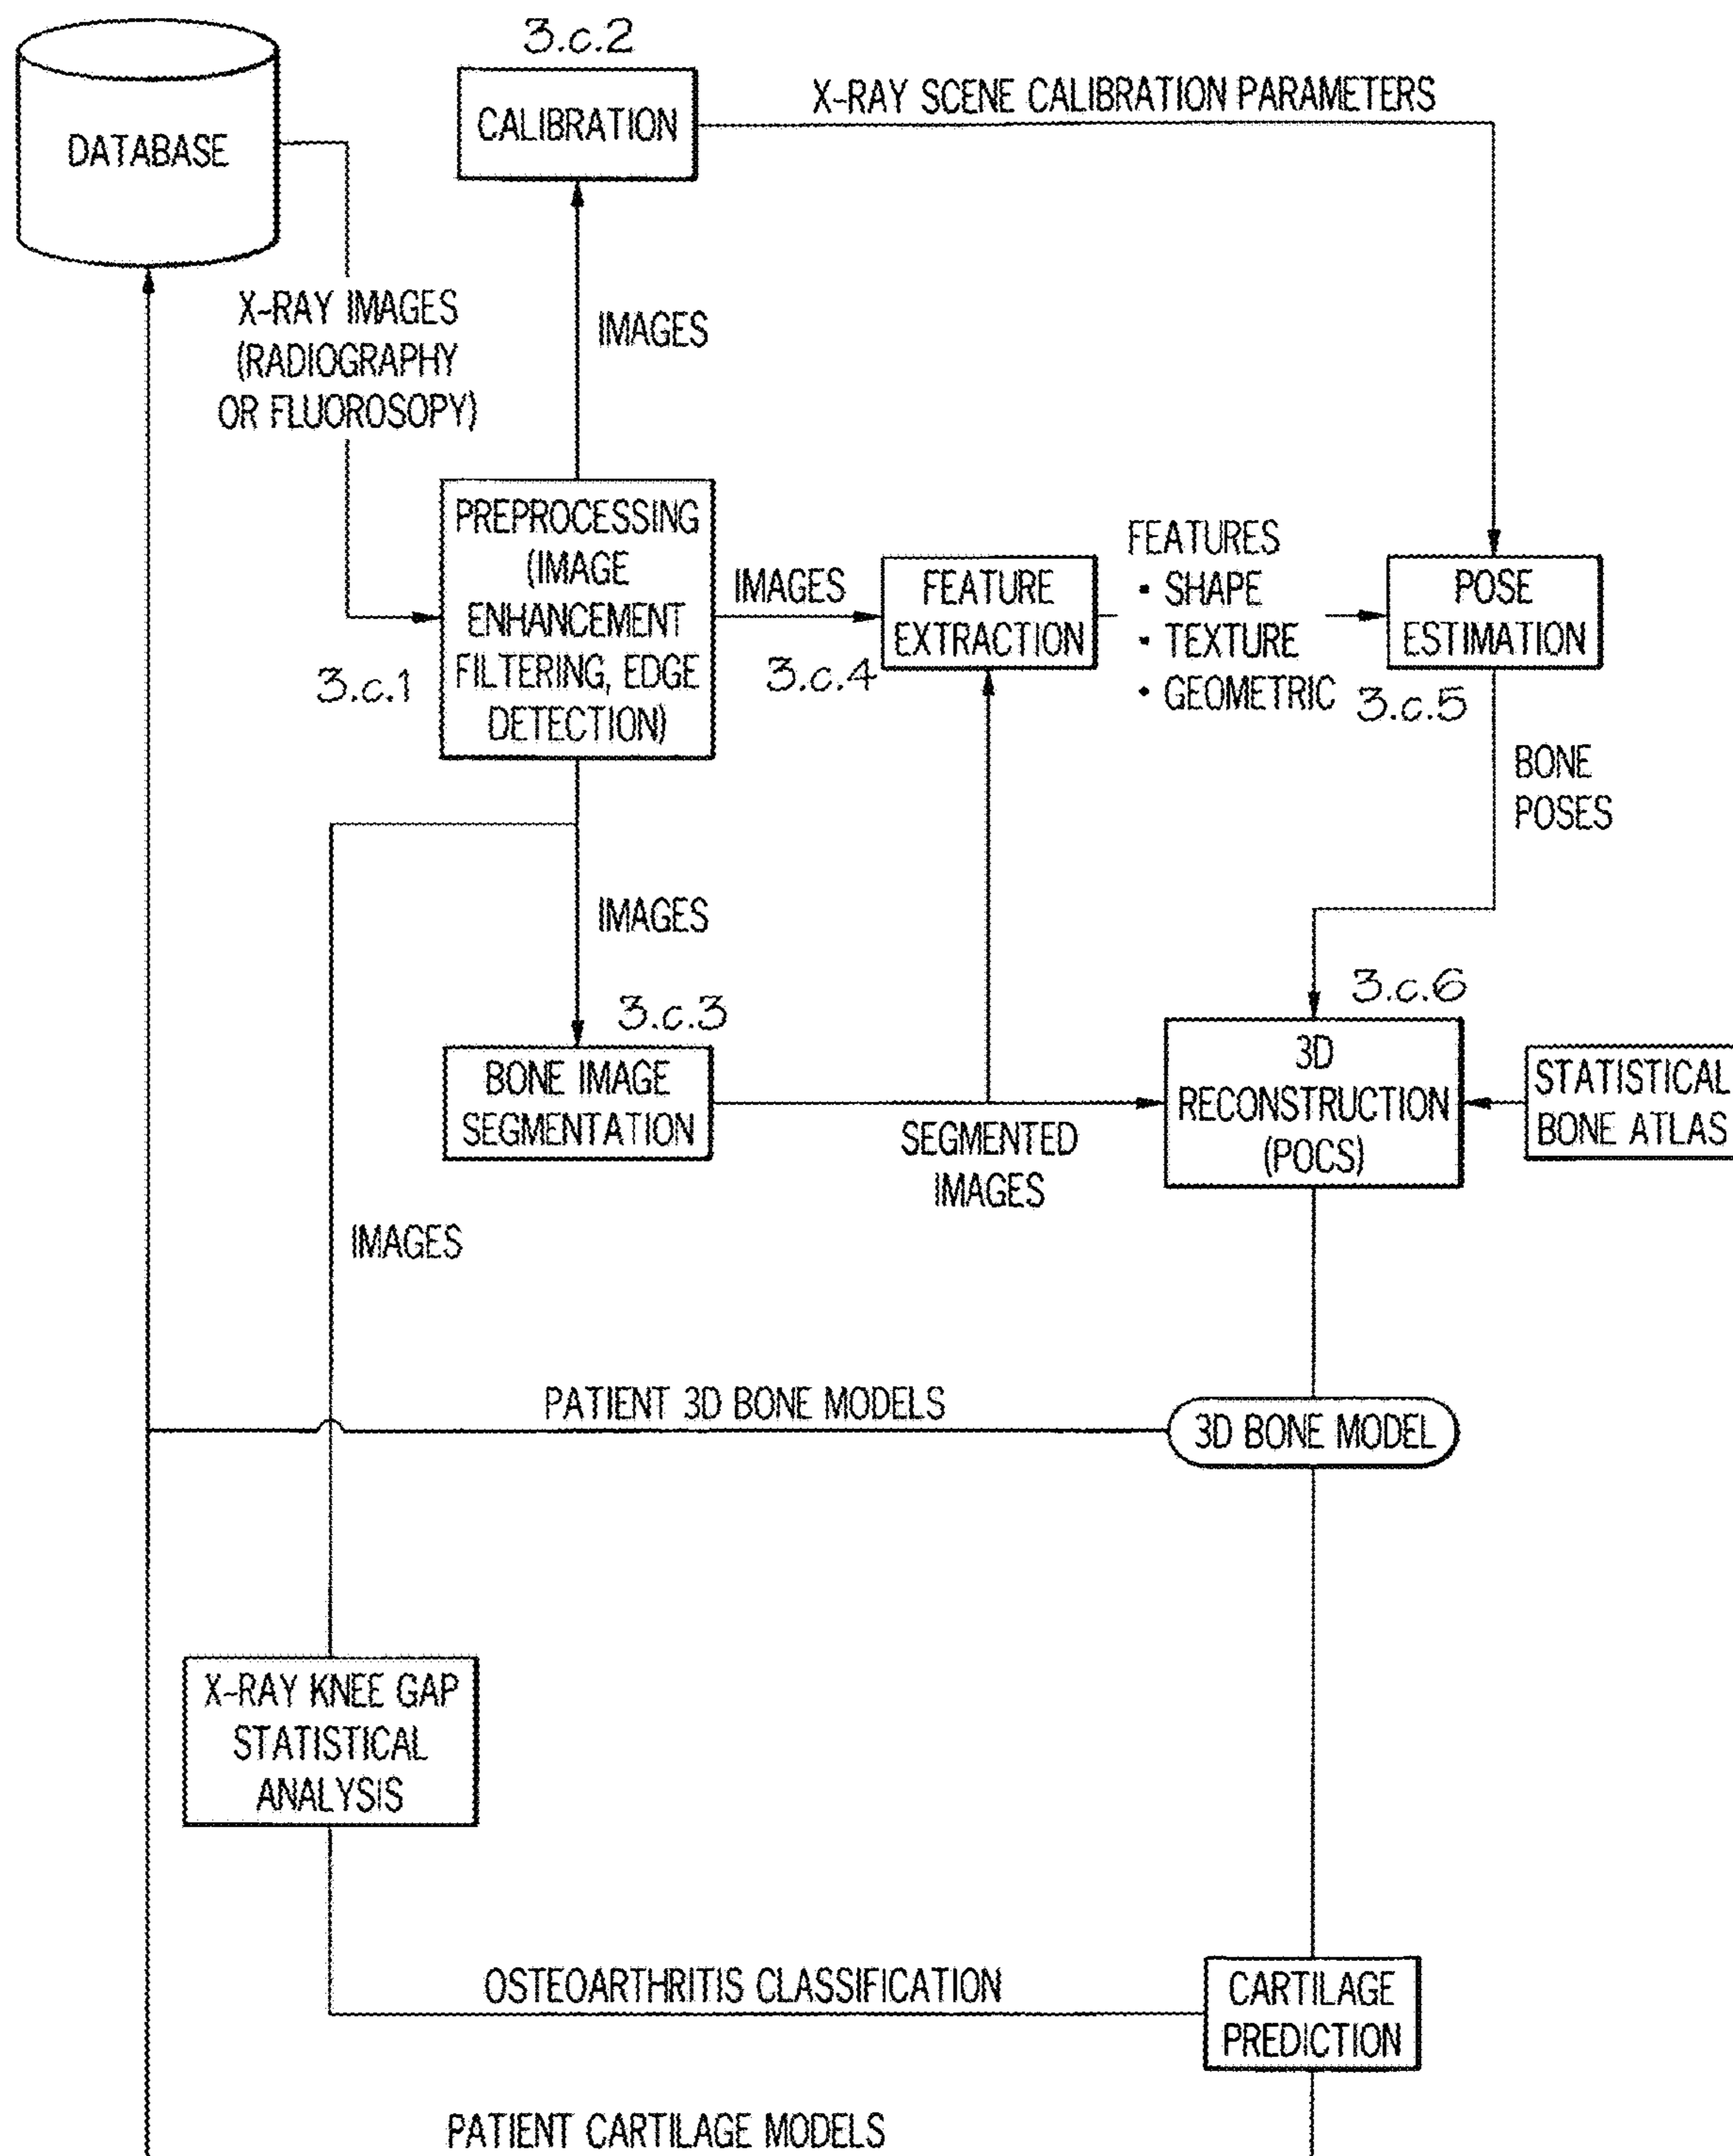 3.c.2
CALIBRATION
X-RAY SCENE CALIBRATION PARAMETERS
DATABASE
X-RAY IMAGES
(RADIOGRAPHY
OR FLUOROSOPY)
IMAGES
PREPROCESSING
(IMAGE
ENHANCEMENT
FILTERING, EDGE
DETECTION)
3.c.1
IMAGES
FEATURE
EXTRACTION
3.c.4
FEATURES
▪ SHAPE
▪ TEXTURE
• GEOMETRIC
POSE
ESTIMATION
3.c.5
BONE
POSES
IMAGES
3.c.3
BONE IMAGE
SEGMENTATION
SEGMENTED
IMAGES
3.c.6
3D
RECONSTRUCTION
(POCS)
STATISTICAL
BONE ATLAS
IMAGES
PATIENT 3D BONE MODELS
3D BONE MODEL
X-RAY KNEE GAP
STATISTICAL
ANALYSIS
OSTEOARTHRITIS CLASSIFICATION
CARTILAGE
PREDICTION
PATIENT CARTILAGE MODELS